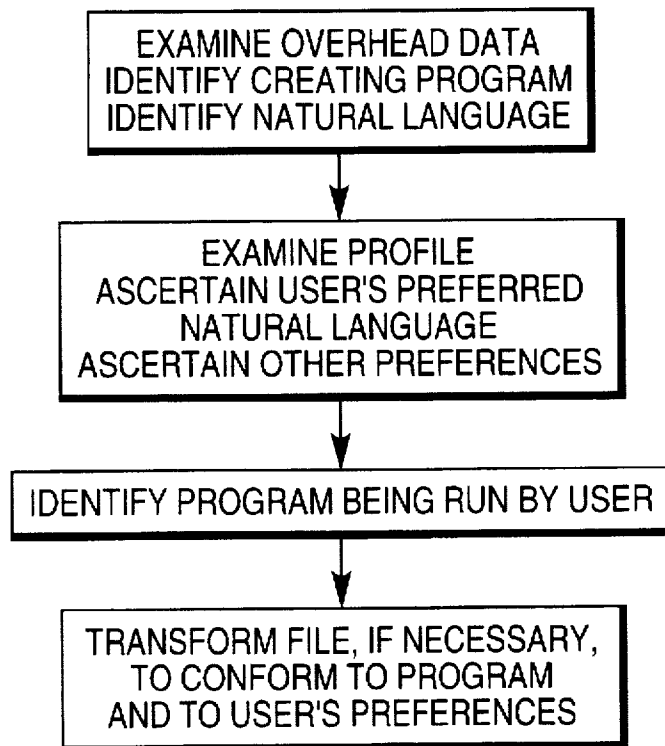 EXAMINE OVERHEAD DATA
IDENTIFY CREATING PROGRAM
IDENTIFY NATURAL LANGUAGE
EXAMINE PROFILE
ASCERTAIN USER'S PREFERRED
NATURAL LANGUAGE
ASCERTAIN OTHER PREFERENCES
IDENTIFY PROGRAM BEING RUN BY USER
TRANSFORM FILE, IF NECESSARY,
TO CONFORM TO PROGRAM
AND TO USER'S PREFERENCES